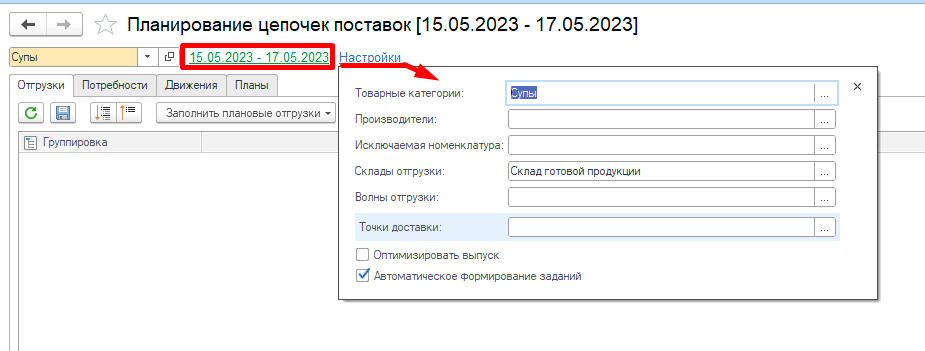 Планирование цепочек поставок [15.05.2023 - 17.05.2023]
Супы 15.05.2023 - 17.05.2023 Настройки
Отгрузки Потребности Движения Планы
Заполнить плановые отгрузки
Группировка
Товарные категории: Супы ...
Производители: ...
Исключаемая номенклатура: ...
Склады отгрузки: Склад готовой продукции ...
Волны отгрузки: ...
Точки доставки: ...
Оптимизировать выпуск
Автоматическое формирование заданий